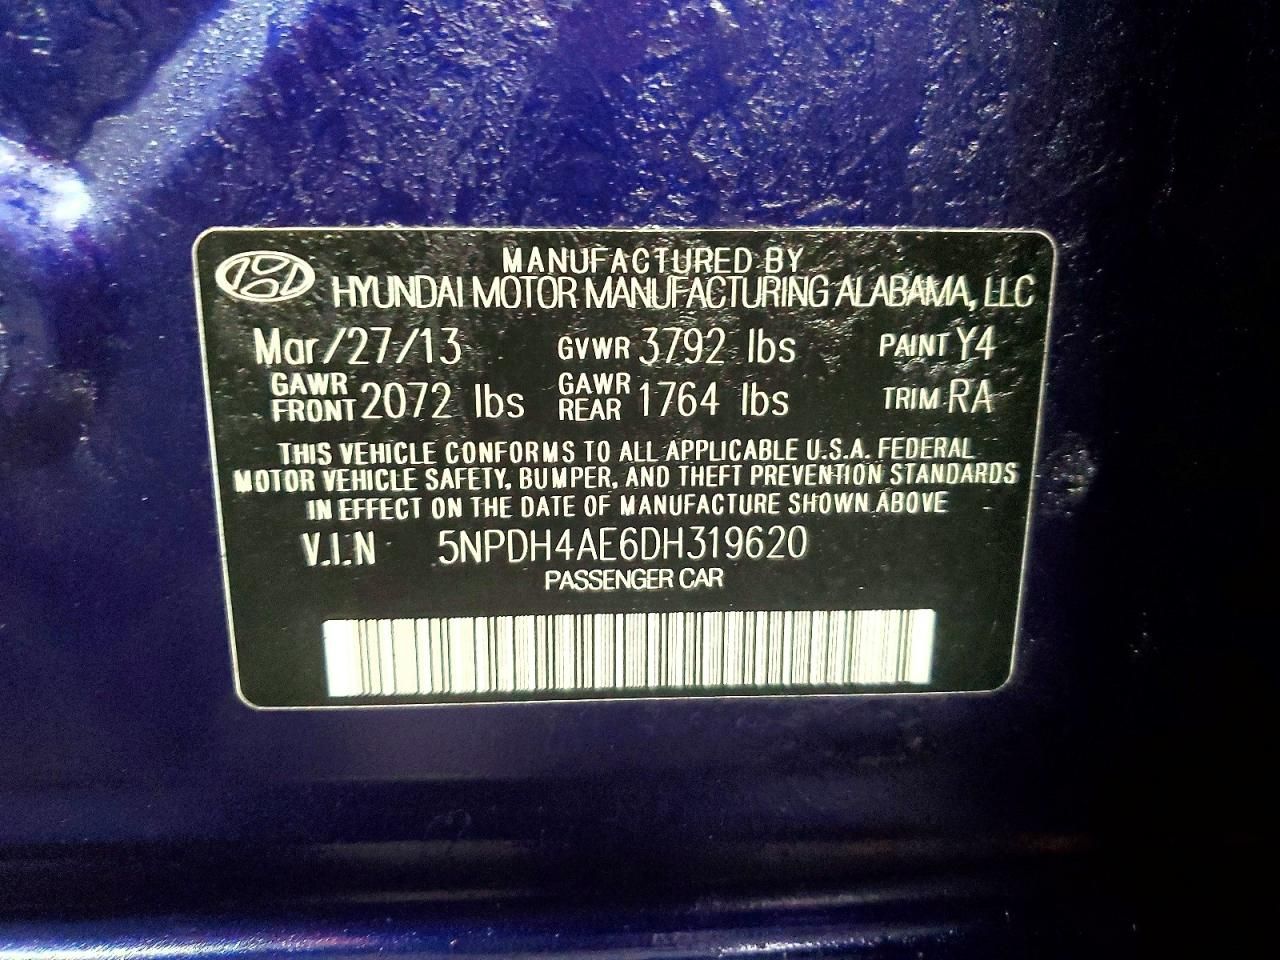 MANUFACTURED BY
HYUNDAI MOTOR MANUFACTURING ALABAMA, LLC
Mar/27/13 GVWR 3792 lbs PAINT Y4
GAWR FRONT 2072 lbs GAWR REAR 1764 lbs TRIM RA
THIS VEHICLE CONFORMS TO ALL APPLICABLE U.S.A. FEDERAL
MOTOR VEHICLE SAFETY, BUMPER, AND THEFT PREVENTION STANDARDS
IN EFFECT ON THE DATE OF MANUFACTURE SHOWN ABOVE
V.I.N 5NPDH4AE6DH319620
PASSENGER CAR